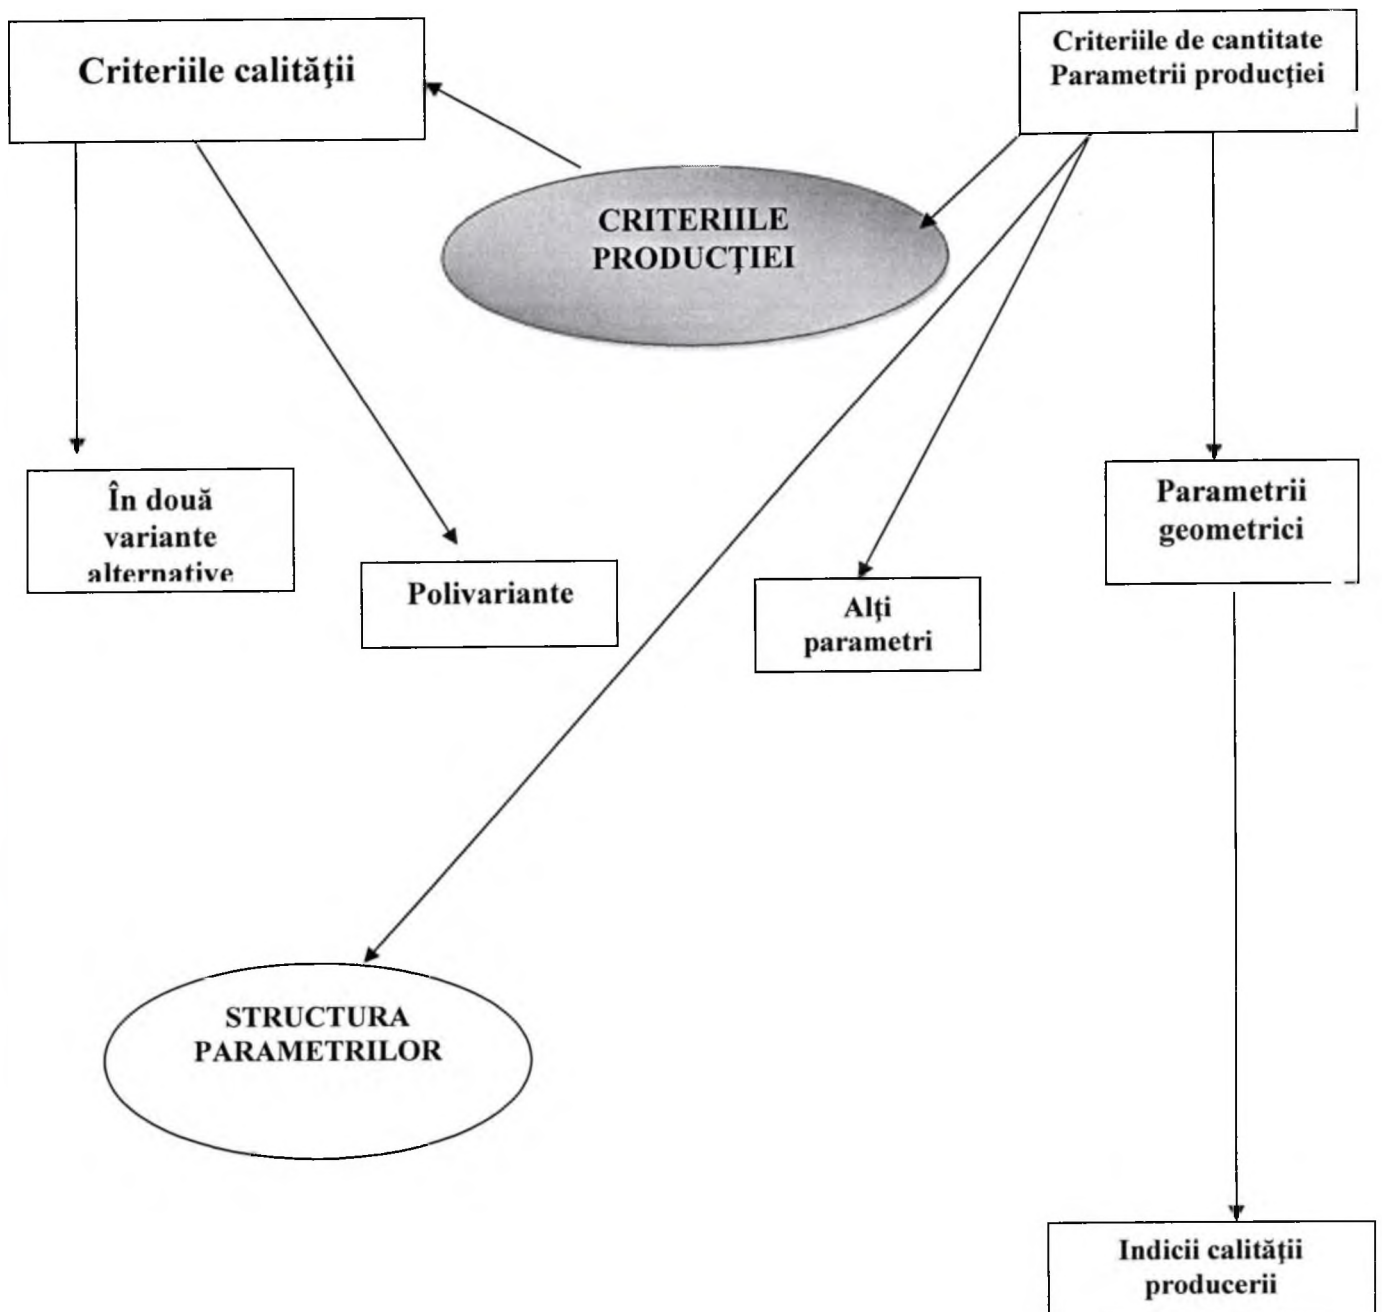 Criteriile calităţii
Criteriile de cantitate
Parametrii producţiei
CRITERIILE
PRODUCŢIEI
În două
variante
alternative
Polivariante
Alţi
parametri
Parametrii
geometrici
STRUCTURA
PARAMETRILOR
Indicii calităţii
producerii